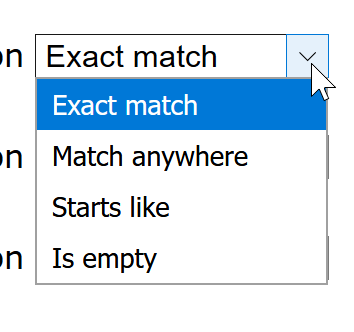 on Exact match
Exact match
on Match anywhere
Starts like
on Is empty